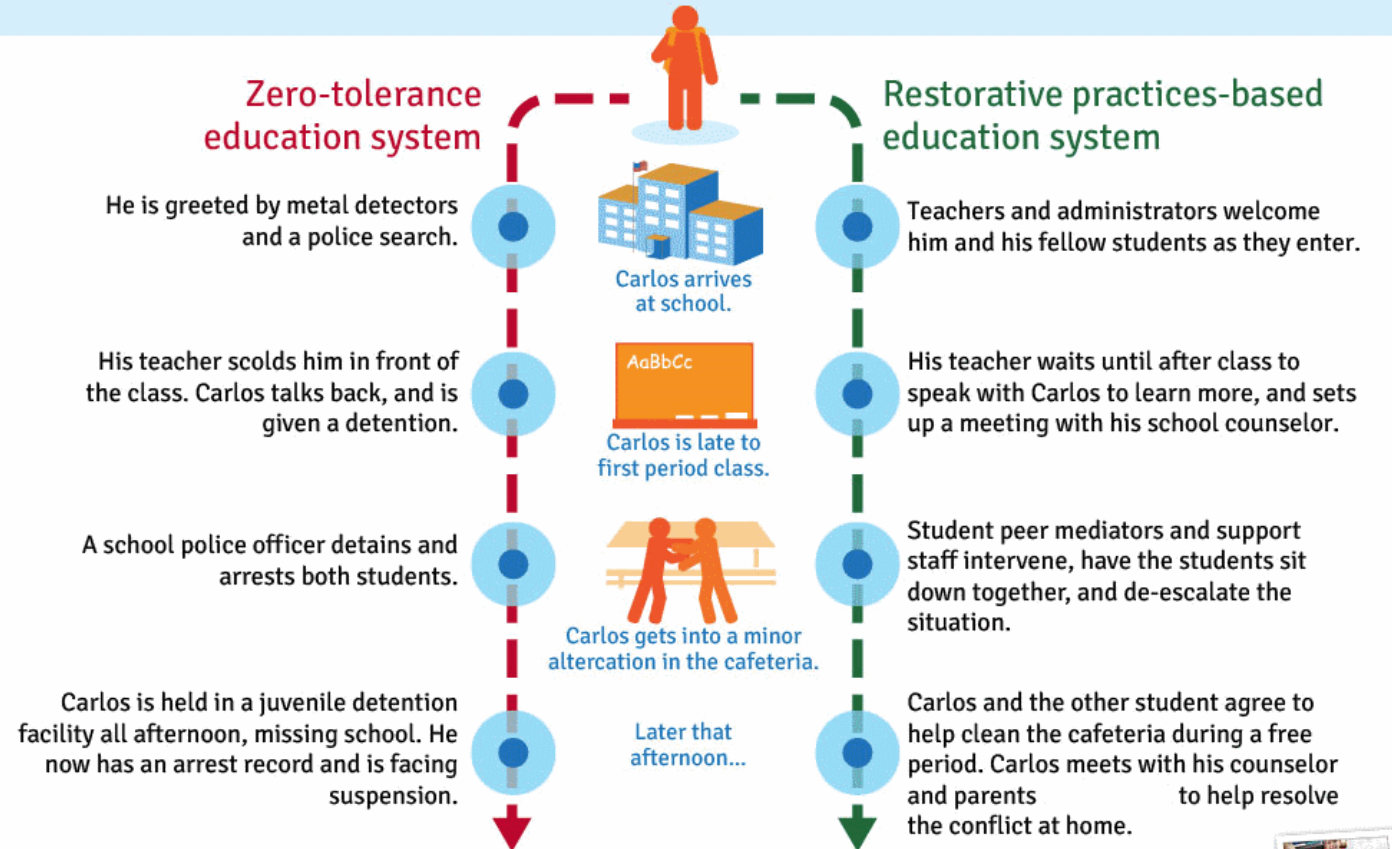 Zero-tolerance
education system
Restorative practices-based
education system
He is greeted by metal detectors
and a police search.
Carlos arrives
at school.
Teachers and administrators welcome
him and his fellow students as they enter.
His teacher scolds him in front of
the class. Carlos talks back, and is
given a detention.
AaBbCc
Carlos is late to
first period class.
His teacher waits until after class to
speak with Carlos to learn more, and sets
up a meeting with his school counselor.
A school police officer detains and
arrests both students.
Carlos gets into a minor
altercation in the cafeteria.
Student peer mediators and support
staff intervene, have the students sit
down together, and de-escalate the
situation.
Carlos is held in a juvenile detention
facility all afternoon, missing school. He
now has an arrest record and is facing
suspension.
Later that
afternoon...
Carlos and the other student agree to
help clean the cafeteria during a free
period. Carlos meets with his counselor
and parents to help resolve
the conflict at home.